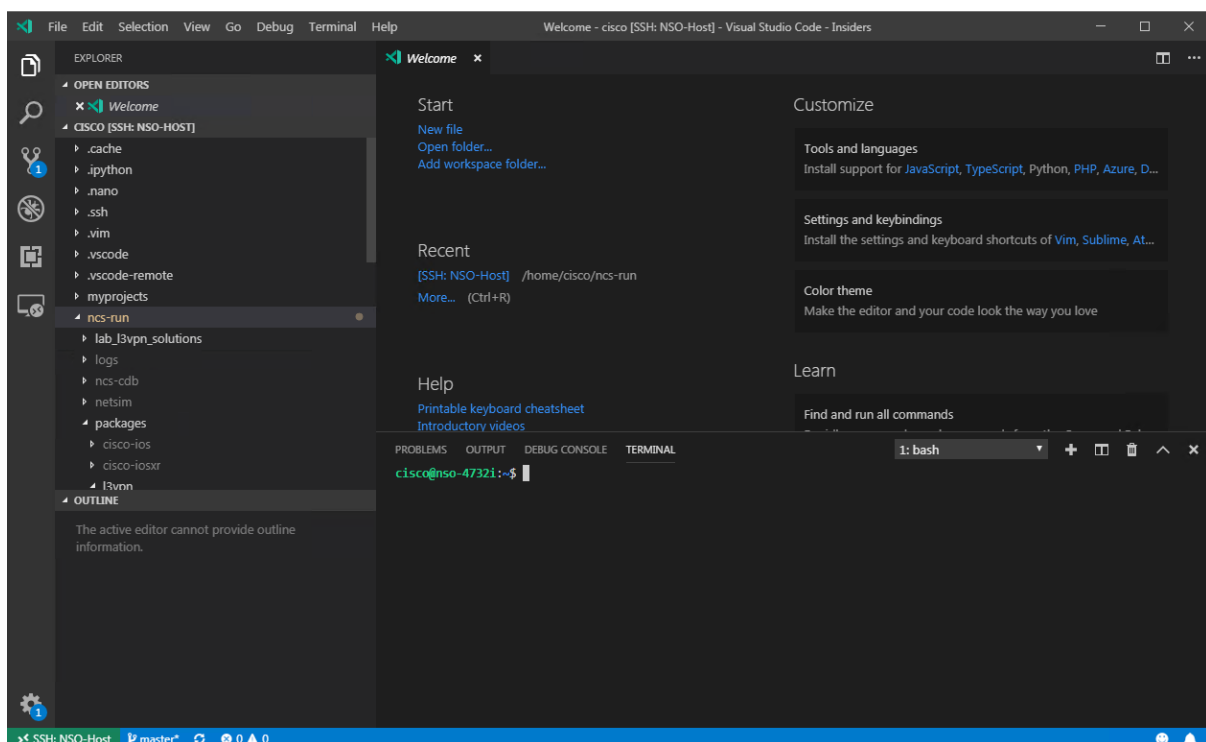 File Edit Selection View Go Debug Terminal Help Welcome - cisco [SSH: NSO-Host] - Visual Studio Code - Insiders
EXPLORER
OPEN EDITORS
Welcome
CISCO [SSH: NSO-HOST]
.cache
.ipython
.nano
.ssh
.vim
.vscode
.vscode-remote
myprojects
ncs-run
lab_l3vpn_solutions
logs
ncs-cdb
netsim
packages
cisco-ios
cisco-iosxr
l3vpn
OUTLINE
The active editor cannot provide outline
information.
1
1
Welcome
Start
New file
Open folder...
Add workspace folder...
Recent
[SSH: NSO-Host] /home/cisco/ncs-run
More... (Ctrl+R)
Help
Printable keyboard cheatsheet
Introductory videos
Customize
Tools and languages
Install support for JavaScript, TypeScript, Python, PHP, Azure, D...
Settings and keybindings
Install the settings and keyboard shortcuts of Vim, Sublime, At...
Color theme
Make the editor and your code look the way you love
Learn
Find and run all commands
PROBLEMS OUTPUT DEBUG CONSOLE TERMINAL 1: bash
cisco@nso-4732i:~$
SSH: NSO-Host master* 0 0